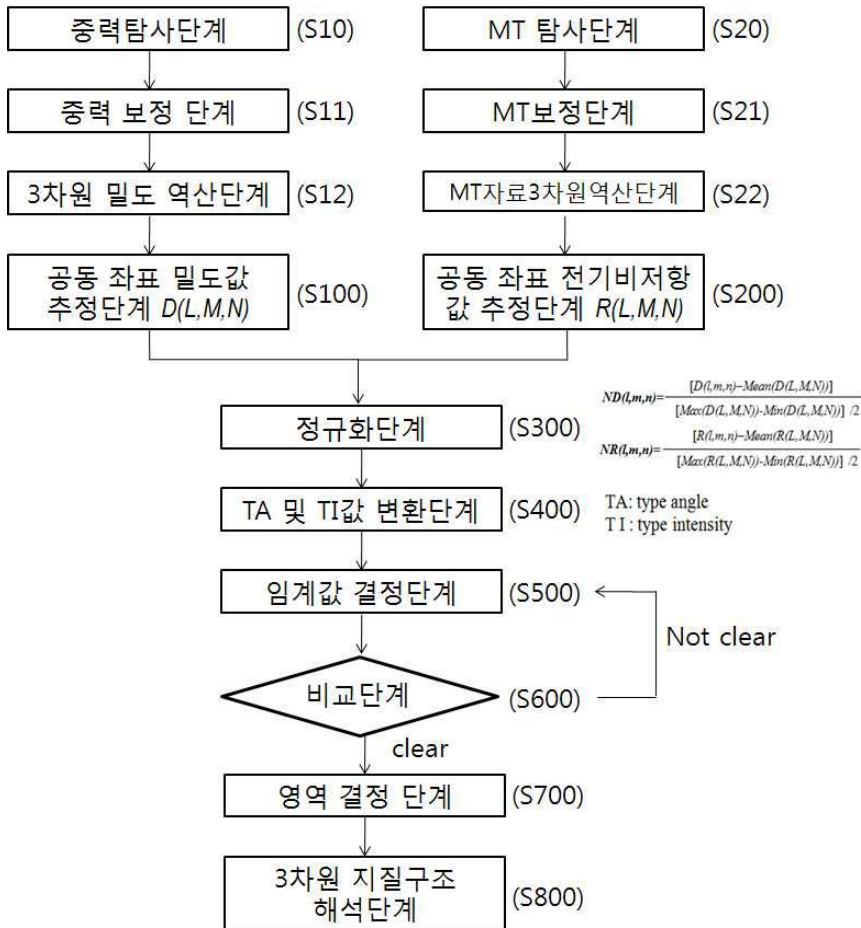 중력탐사단계 (S10)
MT 탐사단계 (S20)
중력 보정 단계 (S11)
MT보정단계 (S21)
3차원 밀도 역산단계 (S12)
MT자료3차원역산단계 (S22)
공동 좌표 밀도값
추정단계 D(L,M,N) (S100)
공동 좌표 전기비저항
값 추정단계 R(L,M,N) (S200)
정규화단계 (S300)
ND(l,m,n)= [D(l,m,n)-Mean(D(L,M,N))]
[Max(D(L,M,N))-Min(D(L,M,N))] /2
NR(l,m,n)= [R(l,m,n)-Mean(R(L,M,N))]
[Max(R(L,M,N))-Min(R(L,M,N))] /2
TA 및 TI값 변환단계 (S400)
TA: type angle
T I : type intensity
임계값 결정단계 (S500)
Not clear
비교단계 (S600)
clear
영역 결정 단계 (S700)
3차원 지질구조
해석단계 (S800)